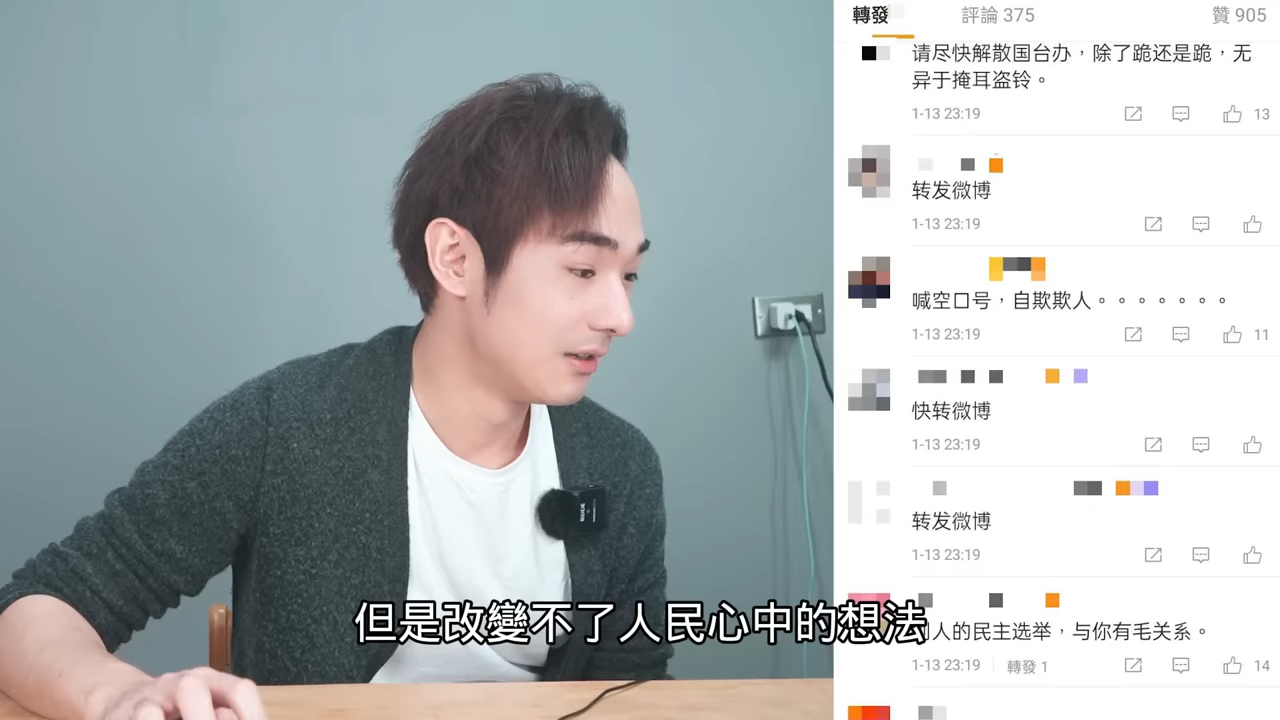 轉發
評論 375
贊 905
请尽快解散国台办，除了跪还是跪，无
异于掩耳盗铃。
1-13 23:19
13
转发微博
1-13 23:19
喊空口号，自欺欺人。。。。。。。
1-13 23:19
11
快转微博
1-13 23:19
转发微博
1-13 23:19
人的民主选举，与你有毛关系。
1-13 23:19
轉發 1
14
但是改變不了人民心中的想法